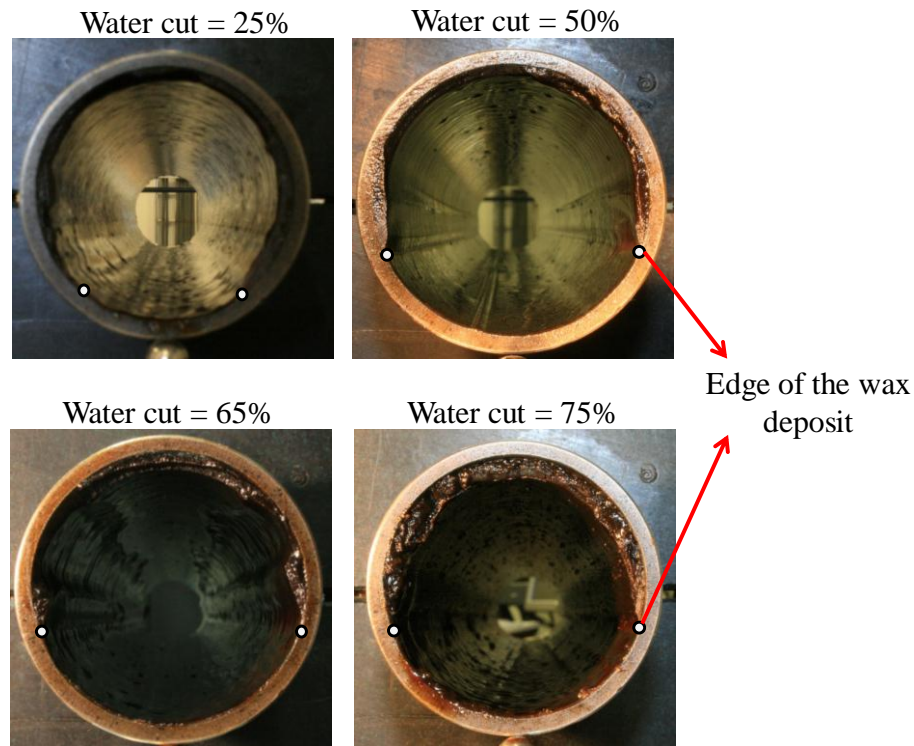 Water cut = 25%
Water cut = 50%
Edge of the wax
deposit
Water cut = 65%
Water cut = 75%